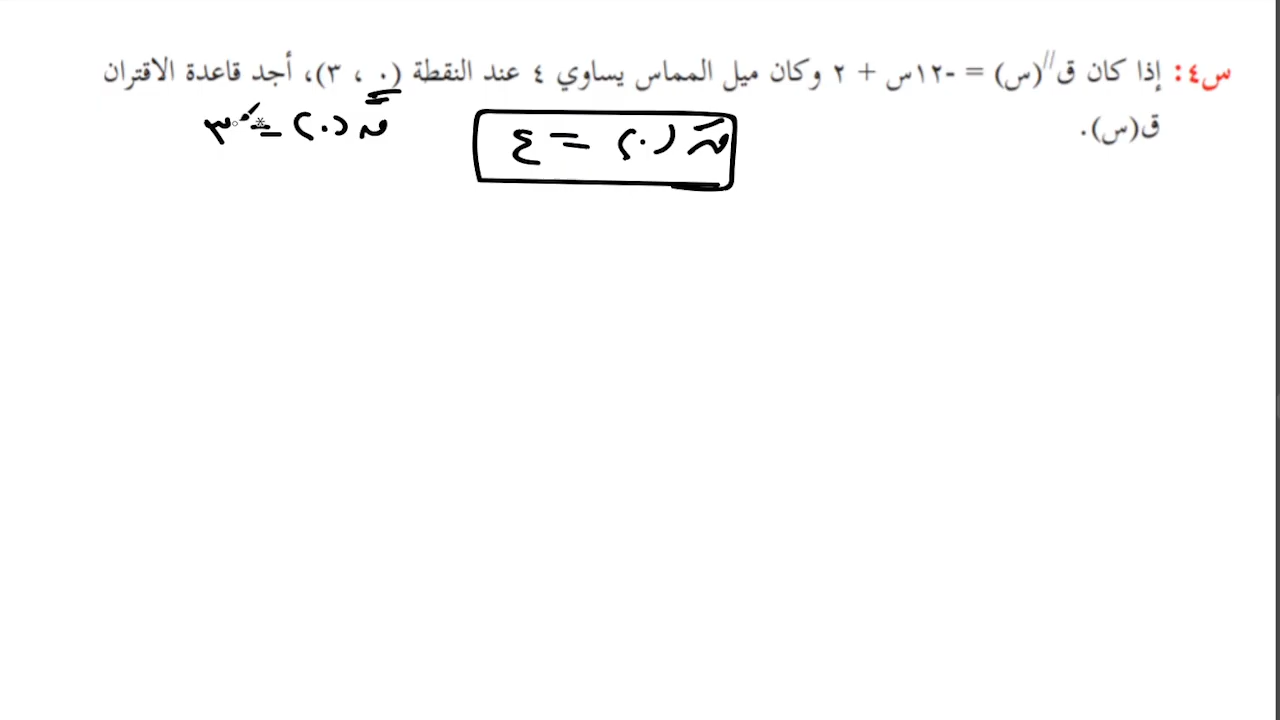 س٤: إذا كان ق//(س) = -١٢س + ٢ وكان ميل المماس يساوي ٤ عند النقطة (٠ ، ٣)، أجد قاعدة الاقتران
ق(س).
قَ(٠) = ٤
ق(٠) = ٣